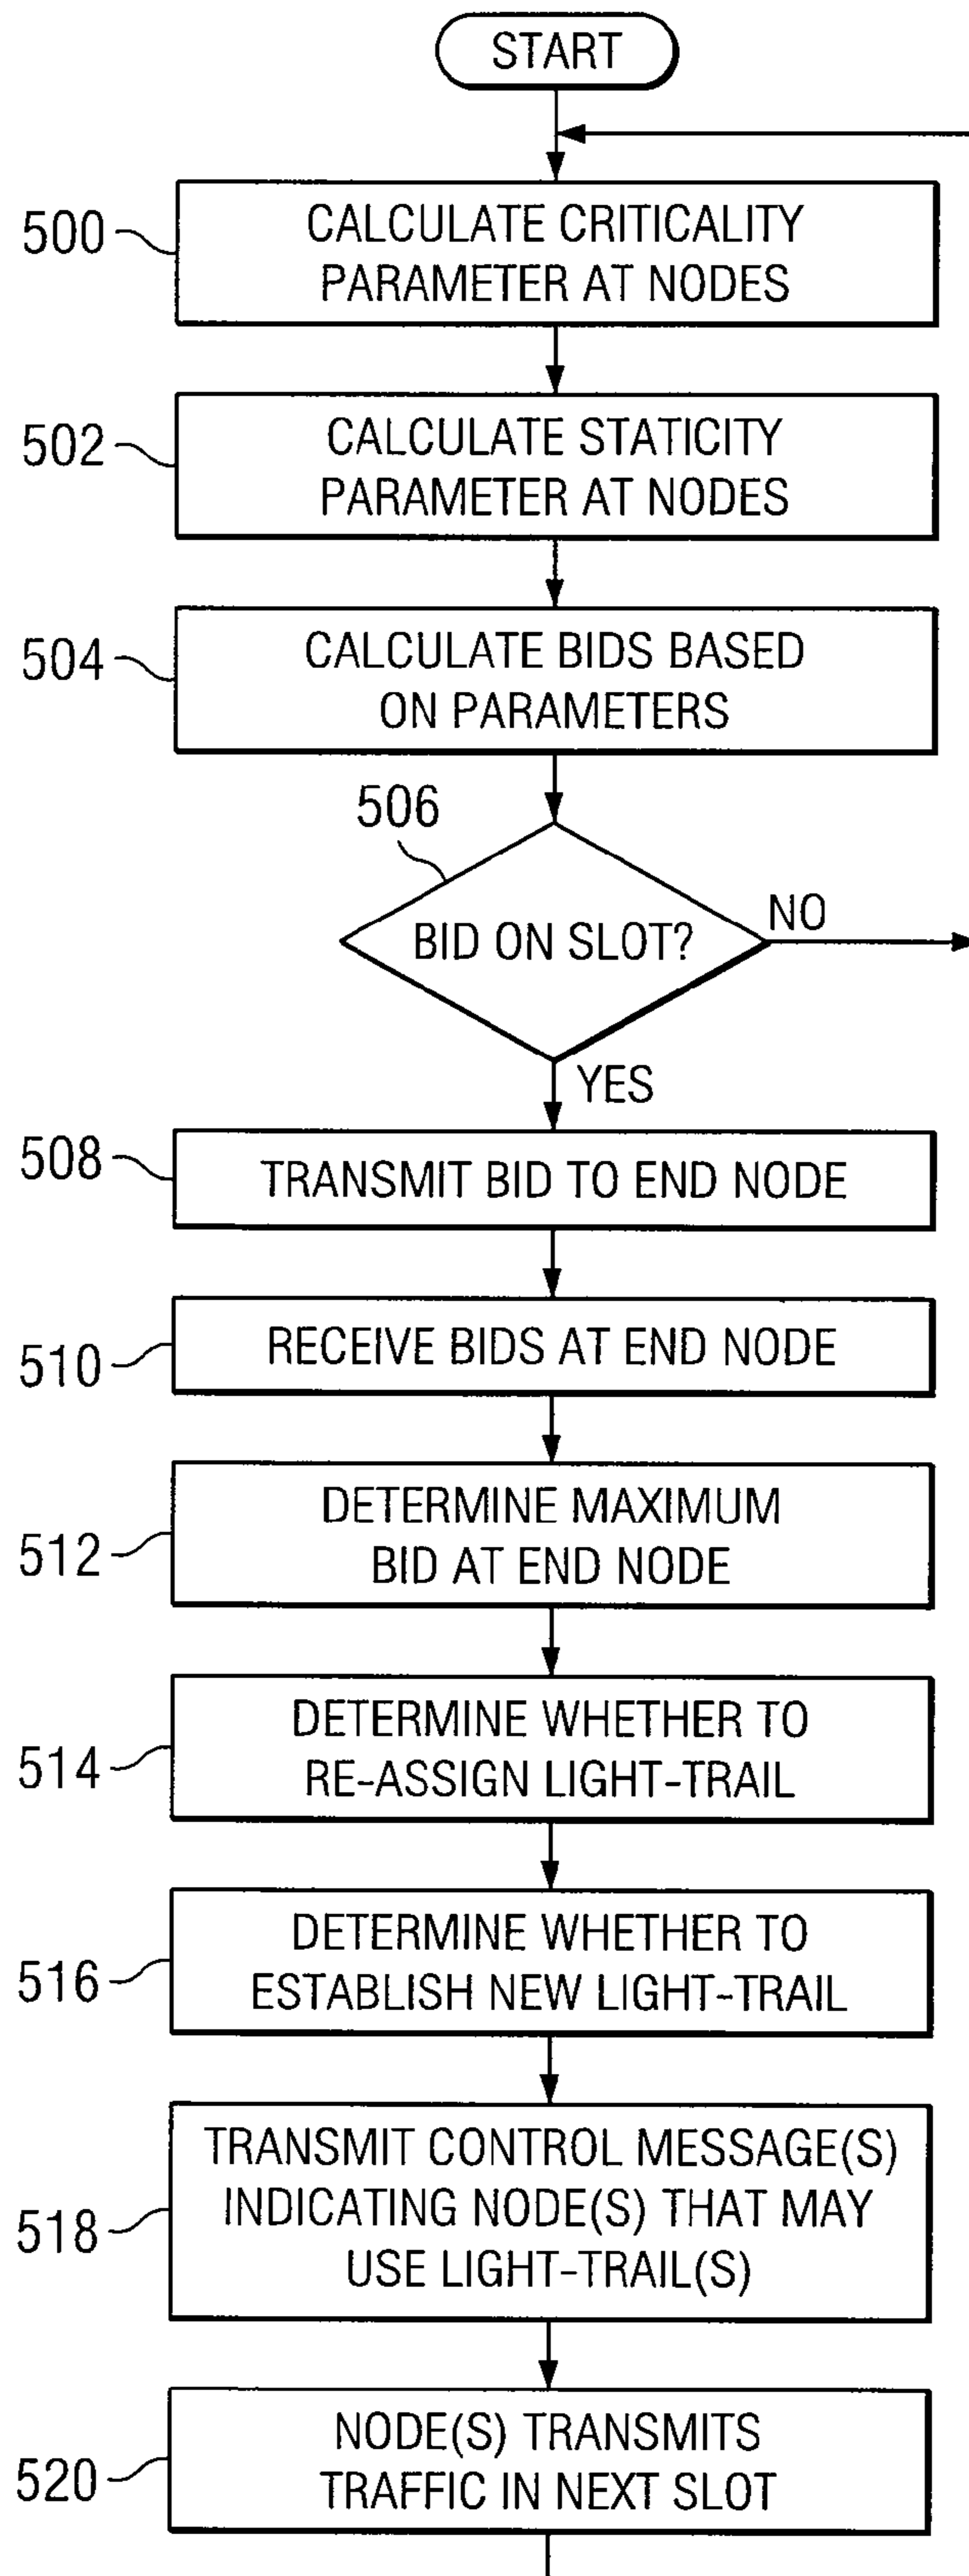 START
500
CALCULATE CRITICALITY
PARAMETER AT NODES
502
CALCULATE STATICITY
PARAMETER AT NODES
504
CALCULATE BIDS BASED
ON PARAMETERS
506
BID ON SLOT?
NO
YES
508
TRANSMIT BID TO END NODE
510
RECEIVE BIDS AT END NODE
512
DETERMINE MAXIMUM
BID AT END NODE
514
DETERMINE WHETHER TO
RE-ASSIGN LIGHT-TRAIL
516
DETERMINE WHETHER TO
ESTABLISH NEW LIGHT-TRAIL
518
TRANSMIT CONTROL MESSAGE(S)
INDICATING NODE(S) THAT MAY
USE LIGHT-TRAIL(S)
520
NODE(S) TRANSMITS
TRAFFIC IN NEXT SLOT